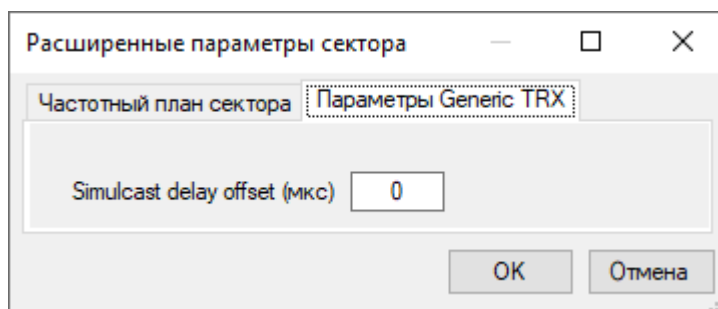 Расширенные параметры сектора
Частотный план сектора Параметры Generic TRX
Simulcast delay offset (мкс) 0
OK Отмена